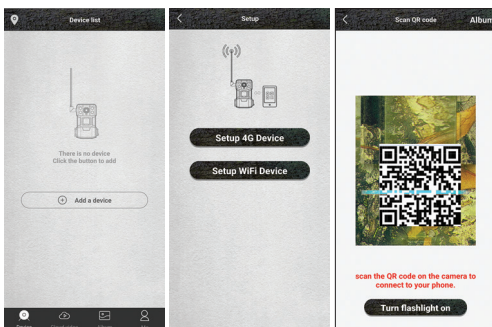 Device list
There is no device
Click the button to add
Add a device
Device
Me
Setup
Setup 4G Device
Setup WiFi Device
Scan QR code
Album
scan the QR code on the camera to
connect to your phone.
Turn flashlight on